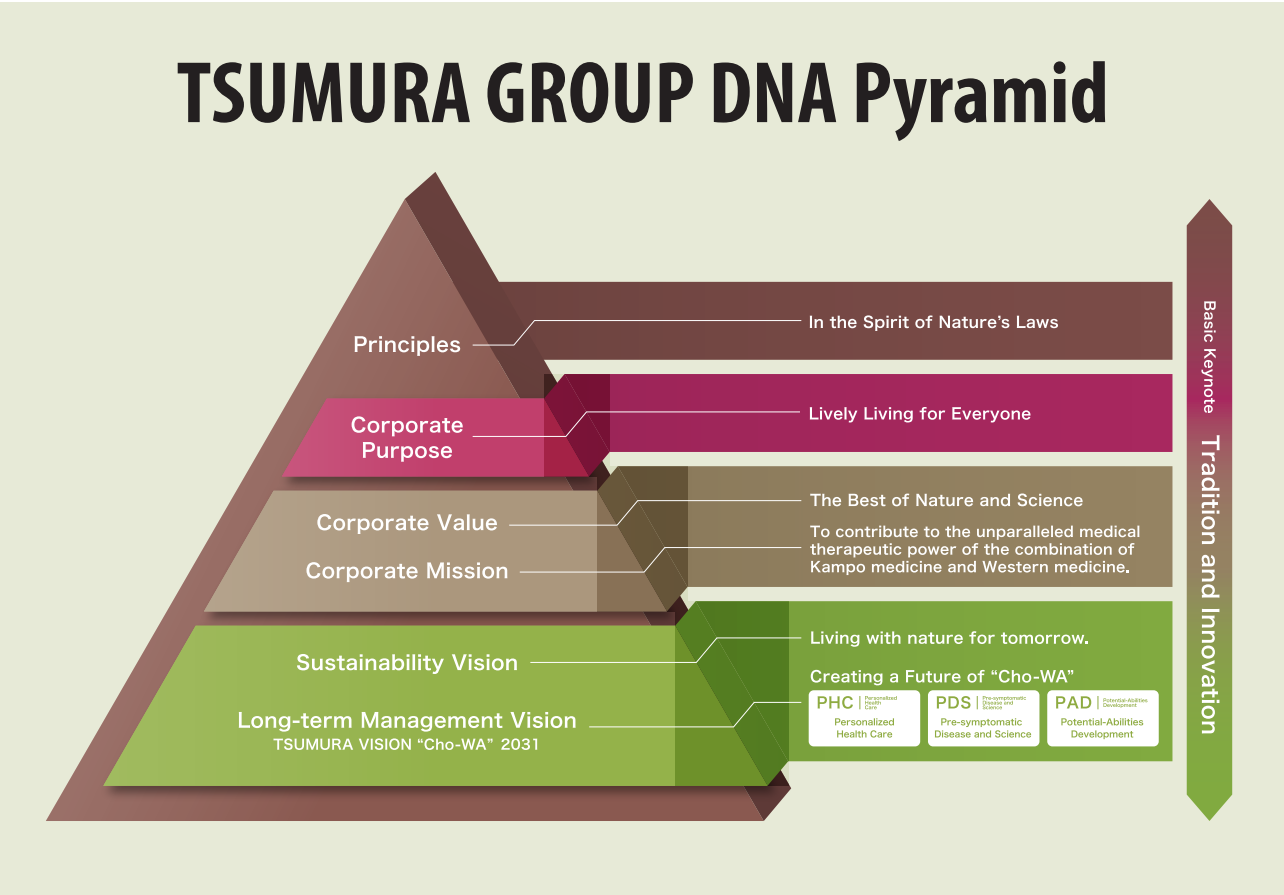 TSUMURA GROUP DNA Pyramid
Principles
In the Spirit of Nature’s Laws
Corporate
Purpose
Lively Living for Everyone
Corporate Value
The Best of Nature and Science
Corporate Mission
To contribute to the unparalleled medical
therapeutic power of the combination of
Kampo medicine and Western medicine.
Sustainability Vision
Living with nature for tomorrow.
Long-term Management Vision
TSUMURA VISION “Cho-WA” 2031
Creating a Future of “Cho-WA”
PHC
Personalized
Health
Care
Personalized
Health Care
PDS
Pre-symptomatic
Disease and
Science
Pre-symptomatic
Disease and Science
PAD
Potential-Abilities
Development
Potential-Abilities
Development
Basic Keynote Tradition and Innovation